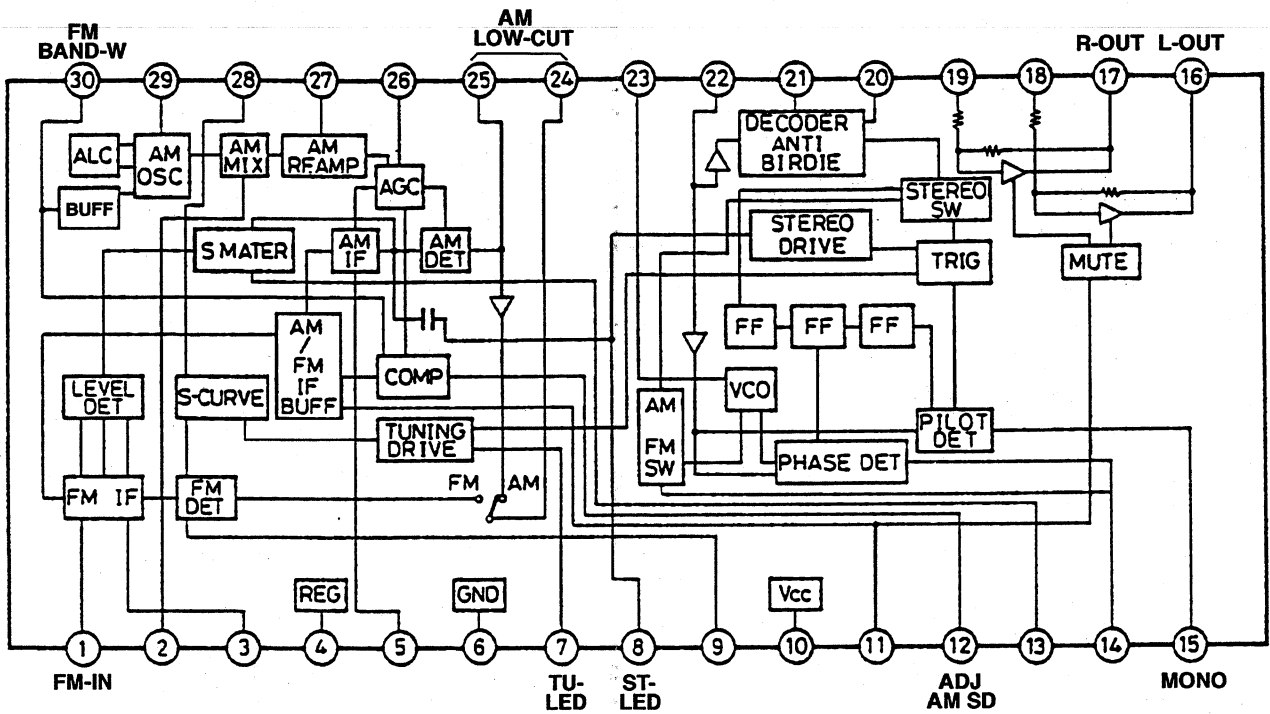 FM
BAND-W
AM
LOW-CUT
R-OUT L-OUT
30 29 28 27 26 25 24 23 22 21 20 19 18 17 16
ALC
AM
OSC
AM
MIX
AM
RF.AMP
AGC
BUFF
DECODER
ANTI
BIRDIE
STEREO
SW
STEREO
DRIVE
TRIG
MUTE
S MATER
AM
IF
AM
DET
AM
/
FM
IF
BUFF
COMP
FF
FF
FF
LEVEL
DET
S-CURVE
TUNING
DRIVE
VCO
AM
FM
SW
PILOT
DET
PHASE DET
FM IF
FM
DET
FM
AM
REG
GND
Vcc
1 2 3 4 5 6 7 8 9 10 11 12 13 14 15
FM-IN
TU-
LED
ST-
LED
ADJ
AM SD
MONO